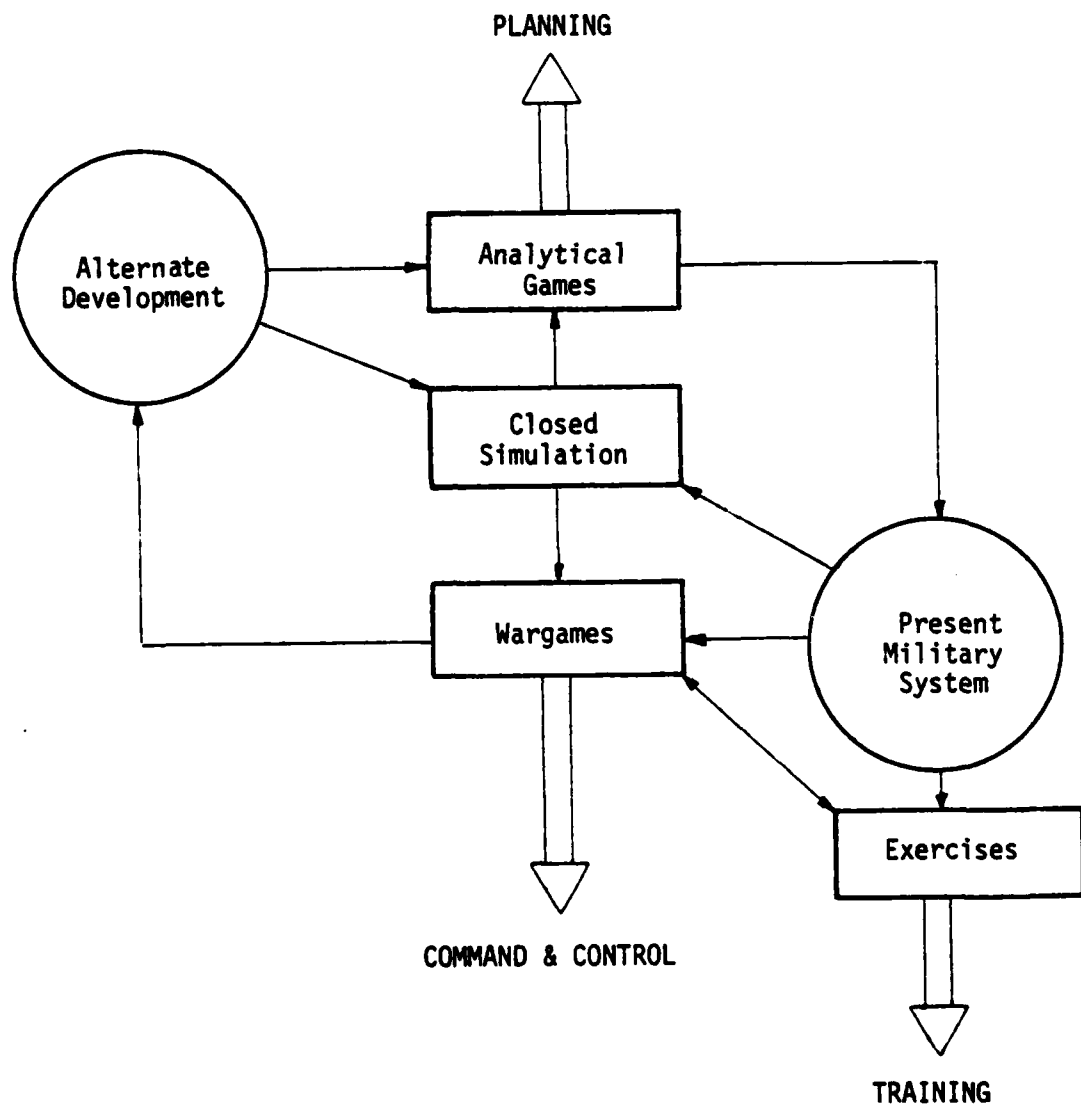 PLANNING
Alternate
Development
Analytical
Games
Closed
Simulation
Wargames
Present
Military
System
Exercises
COMMAND & CONTROL
TRAINING